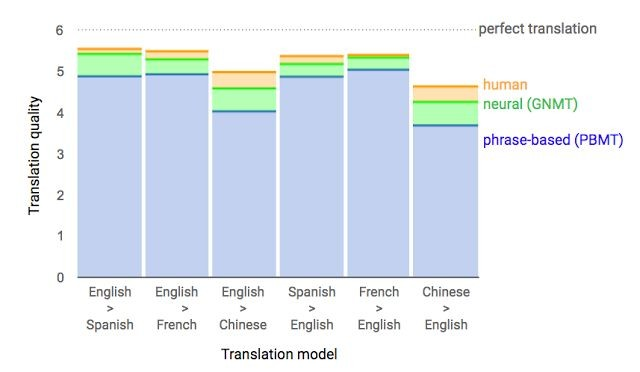 6
perfect translation
5
human
neural (GNMT)
4
phrase-based (PBMT)
3
2
1
0
Translation quality
English
>
Spanish
English
>
French
English
>
Chinese
Spanish
>
English
French
>
English
Chinese
>
English
Translation model